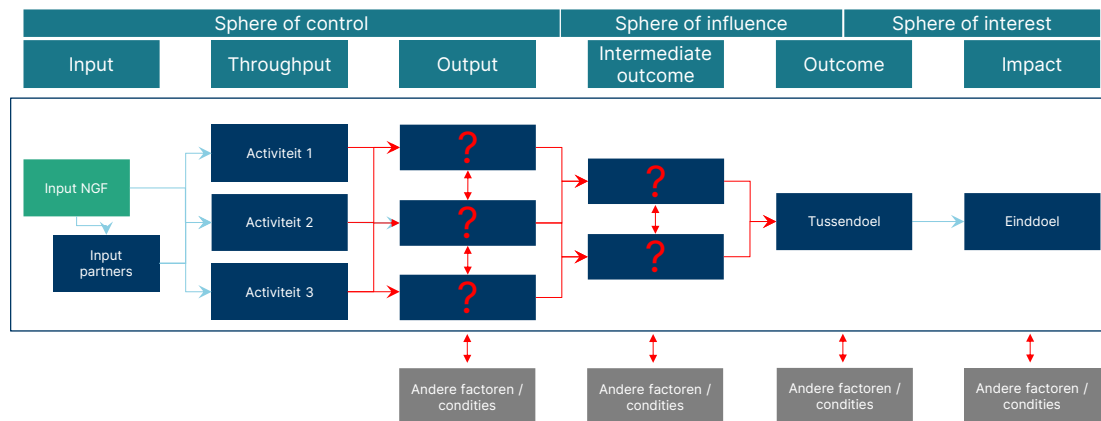 Sphere of control
Sphere of influence
Sphere of interest
Input
Throughput
Output
Intermediate
outcome
Outcome
Impact
Input NGF
Input
partners
Activiteit 1
Activiteit 2
Activiteit 3
?
?
?
?
?
Tussendoel
Einddoel
Andere factoren /
condities
Andere factoren /
condities
Andere factoren /
condities
Andere factoren /
condities